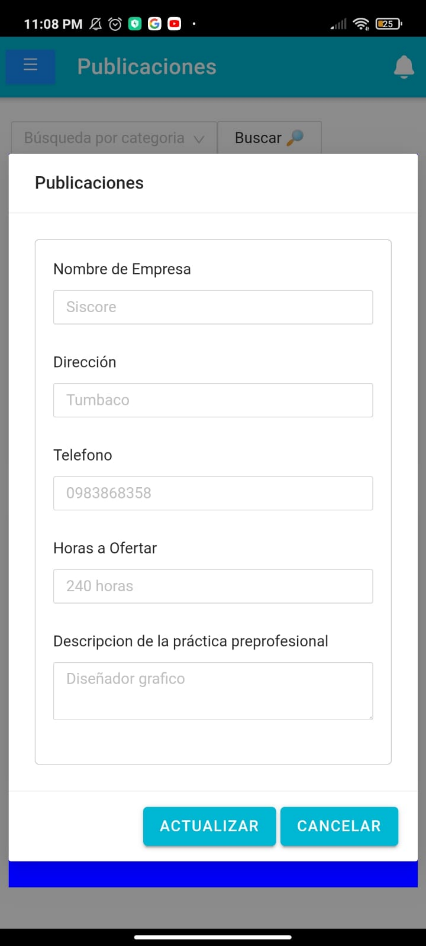 11:08 PM
25
Publicaciones
Búsqueda por categoria
Buscar
Publicaciones
Nombre de Empresa
Siscore
Dirección
Tumbaco
Telefono
0983868358
Horas a Ofertar
240 horas
Descripcion de la práctica preprofesional
Diseñador grafico
ACTUALIZAR
CANCELAR